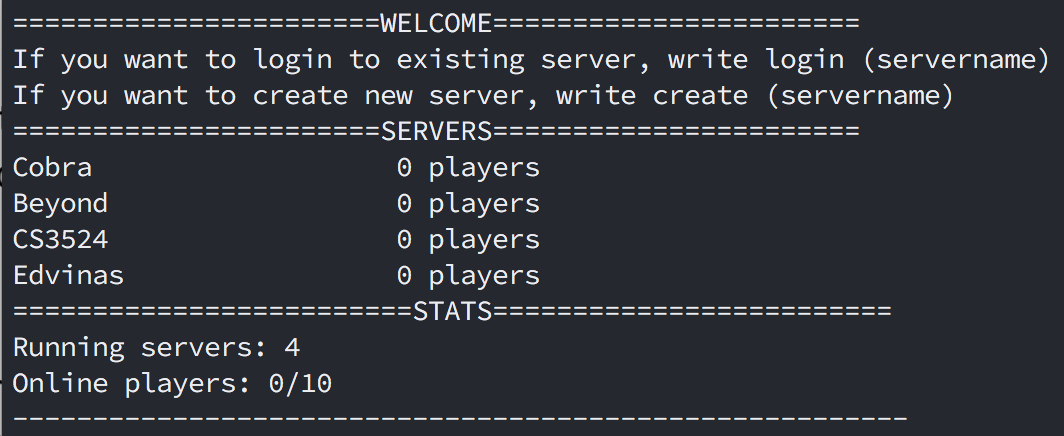 =======================WELCOME=======================
If you want to login to existing server, write login (servername)
If you want to create new server, write create (servername)
=======================SERVERS=======================
Cobra                   0 players
Beyond                  0 players
CS3524                  0 players
Edvinas                 0 players
=========================STATS=========================
Running servers: 4
Online players: 0/10
--------------------------------------------------------